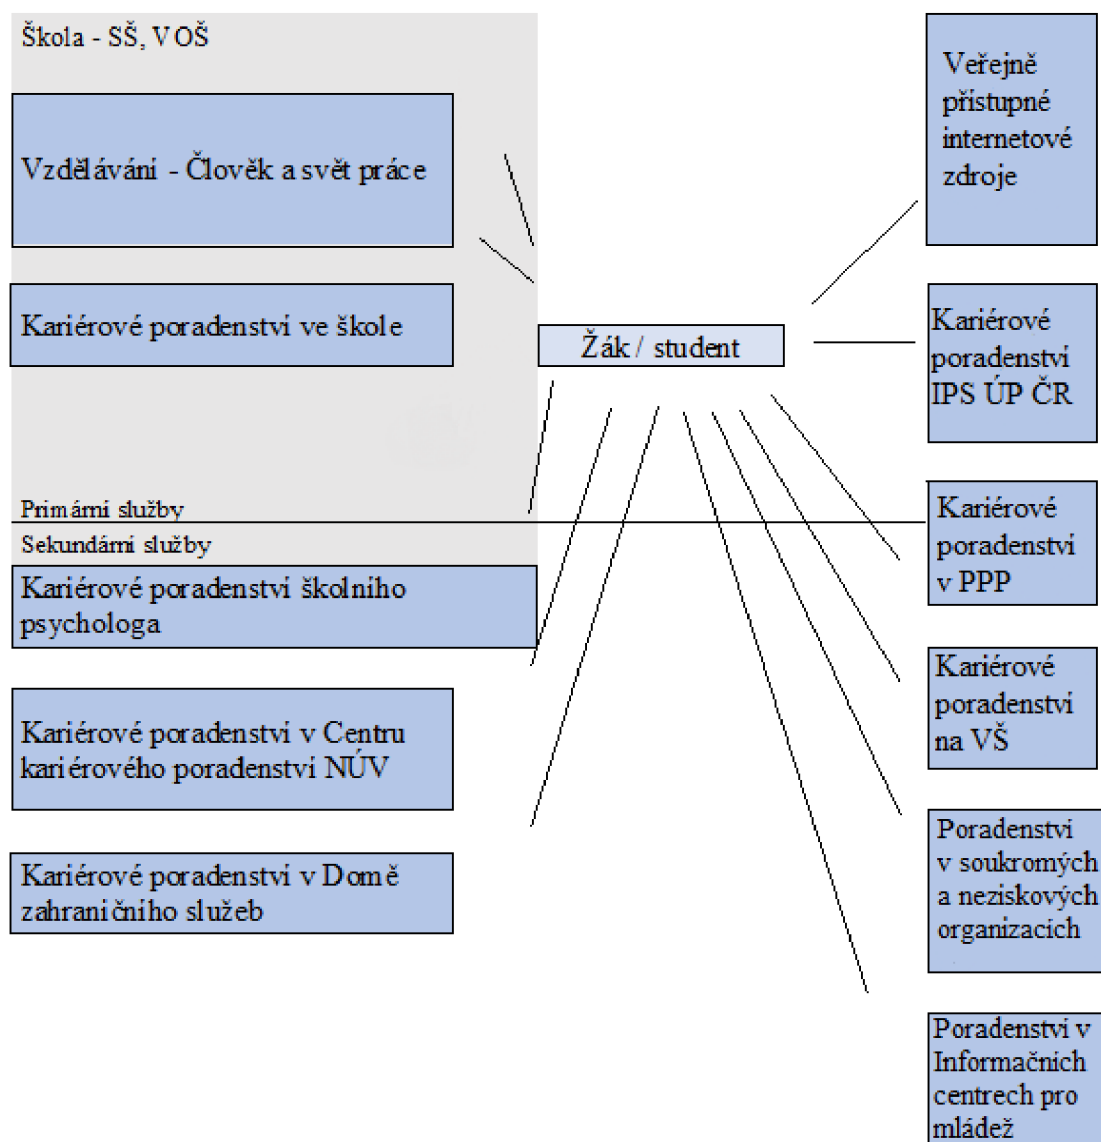 Škola - SŠ, VOŠ
Vzdělávání - Člověk a svět práce
Kariérové poradenství ve škole
Primární služby
Sekundární služby
Kariérové poradenství školního
psychologa
Kariérové poradenství v Centru
kariérového poradenství NÚV
Kariérové poradenství v Domě
zahraničního služeb
Žák / student
Veřejně
přístupné
internetové
zdroje
Kariérové
poradenství
IPS ÚP ČR
Kariérové
poradenství
v PPP
Kariérové
poradenství
na VŠ
Poradenství
v soukromých
a neziskových
organizacích
Poradenství v
Informačních
centrech pro
mládež